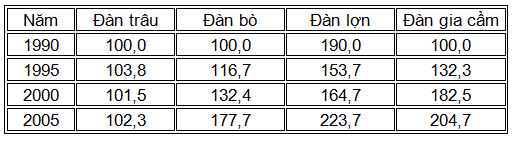 Năm Đàn trâu Đàn bò Đàn lợn Đàn gia cầm
1990 100,0 100,0 190,0 100,0
1995 103,8 116,7 153,7 132,3
2000 101,5 132,4 164,7 182,5
2005 102,3 177,7 223,7 204,7